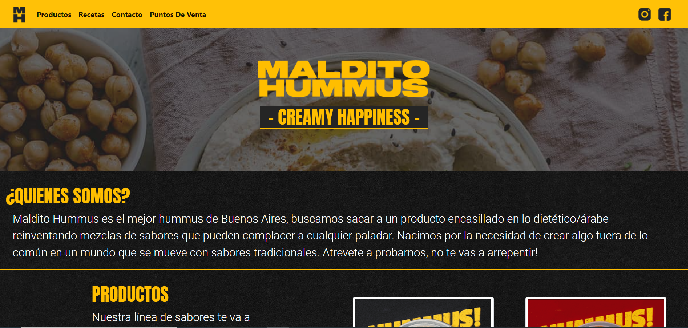 MH
Productos Recetas Contacto Puntos De Venta
MALDITO
HUMMUS
- CREAMY HAPPINESS -
¿QUIENES SOMOS?
Maldito Hummus es el mejor hummus de Buenos Aires, buscamos sacar a un producto encasillado en lo dietético/árabe
reinventando mezclas de sabores que pueden complacer a cualquier paladar. Nacimos por la necesidad de crear algo fuera de lo
común en un mundo que se mueve con sabores tradicionales. Atrevete a probarnos, no te vas a arrepentir!
PRODUCTOS
Nuestra línea de sabores te va a
HUMMUS!
HUMMUS!